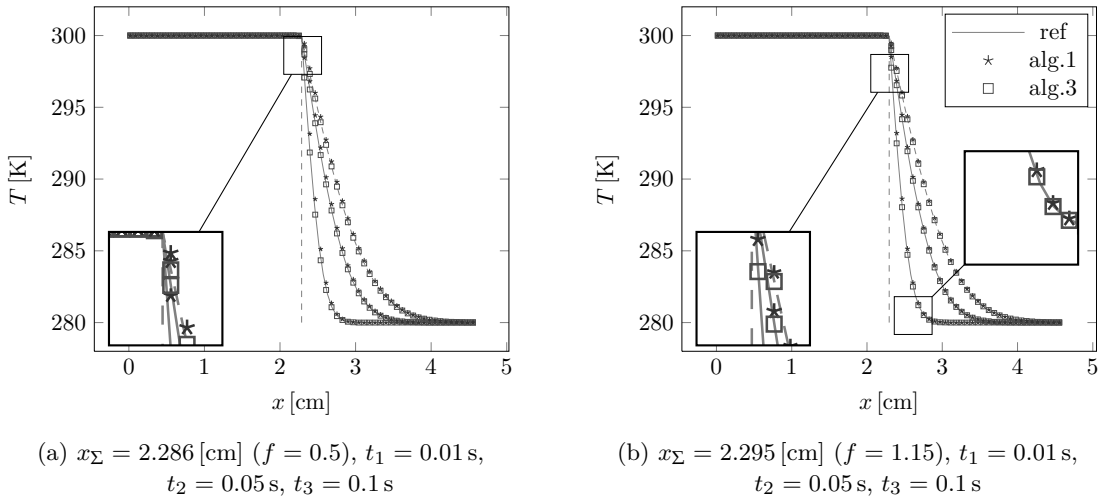 300
295
290
285
280
T [K]
0 1 2 3 4 5
x [cm]
(a) x_Σ = 2.286 [cm] (f = 0.5), t_1 = 0.01 s,
t_2 = 0.05 s, t_3 = 0.1 s
300
295
290
285
280
T [K]
0 1 2 3 4 5
x [cm]
ref
alg.1
alg.3
(b) x_Σ = 2.295 [cm] (f = 1.15), t_1 = 0.01 s,
t_2 = 0.05 s, t_3 = 0.1 s